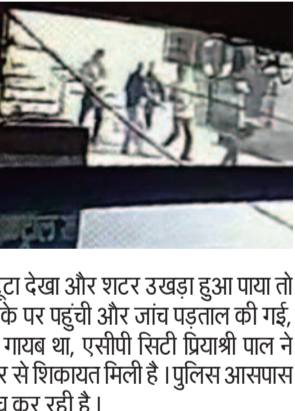 टूटा देखा और शटर उखड़ा हुआ पाया तो
के पर पहुंची और जांच पड़ताल की गई,
गायब था, एसीपी सिटी प्रियाश्री पाल ने
र से शिकायत मिली है।पुलिस आसपास
च कर रही है।